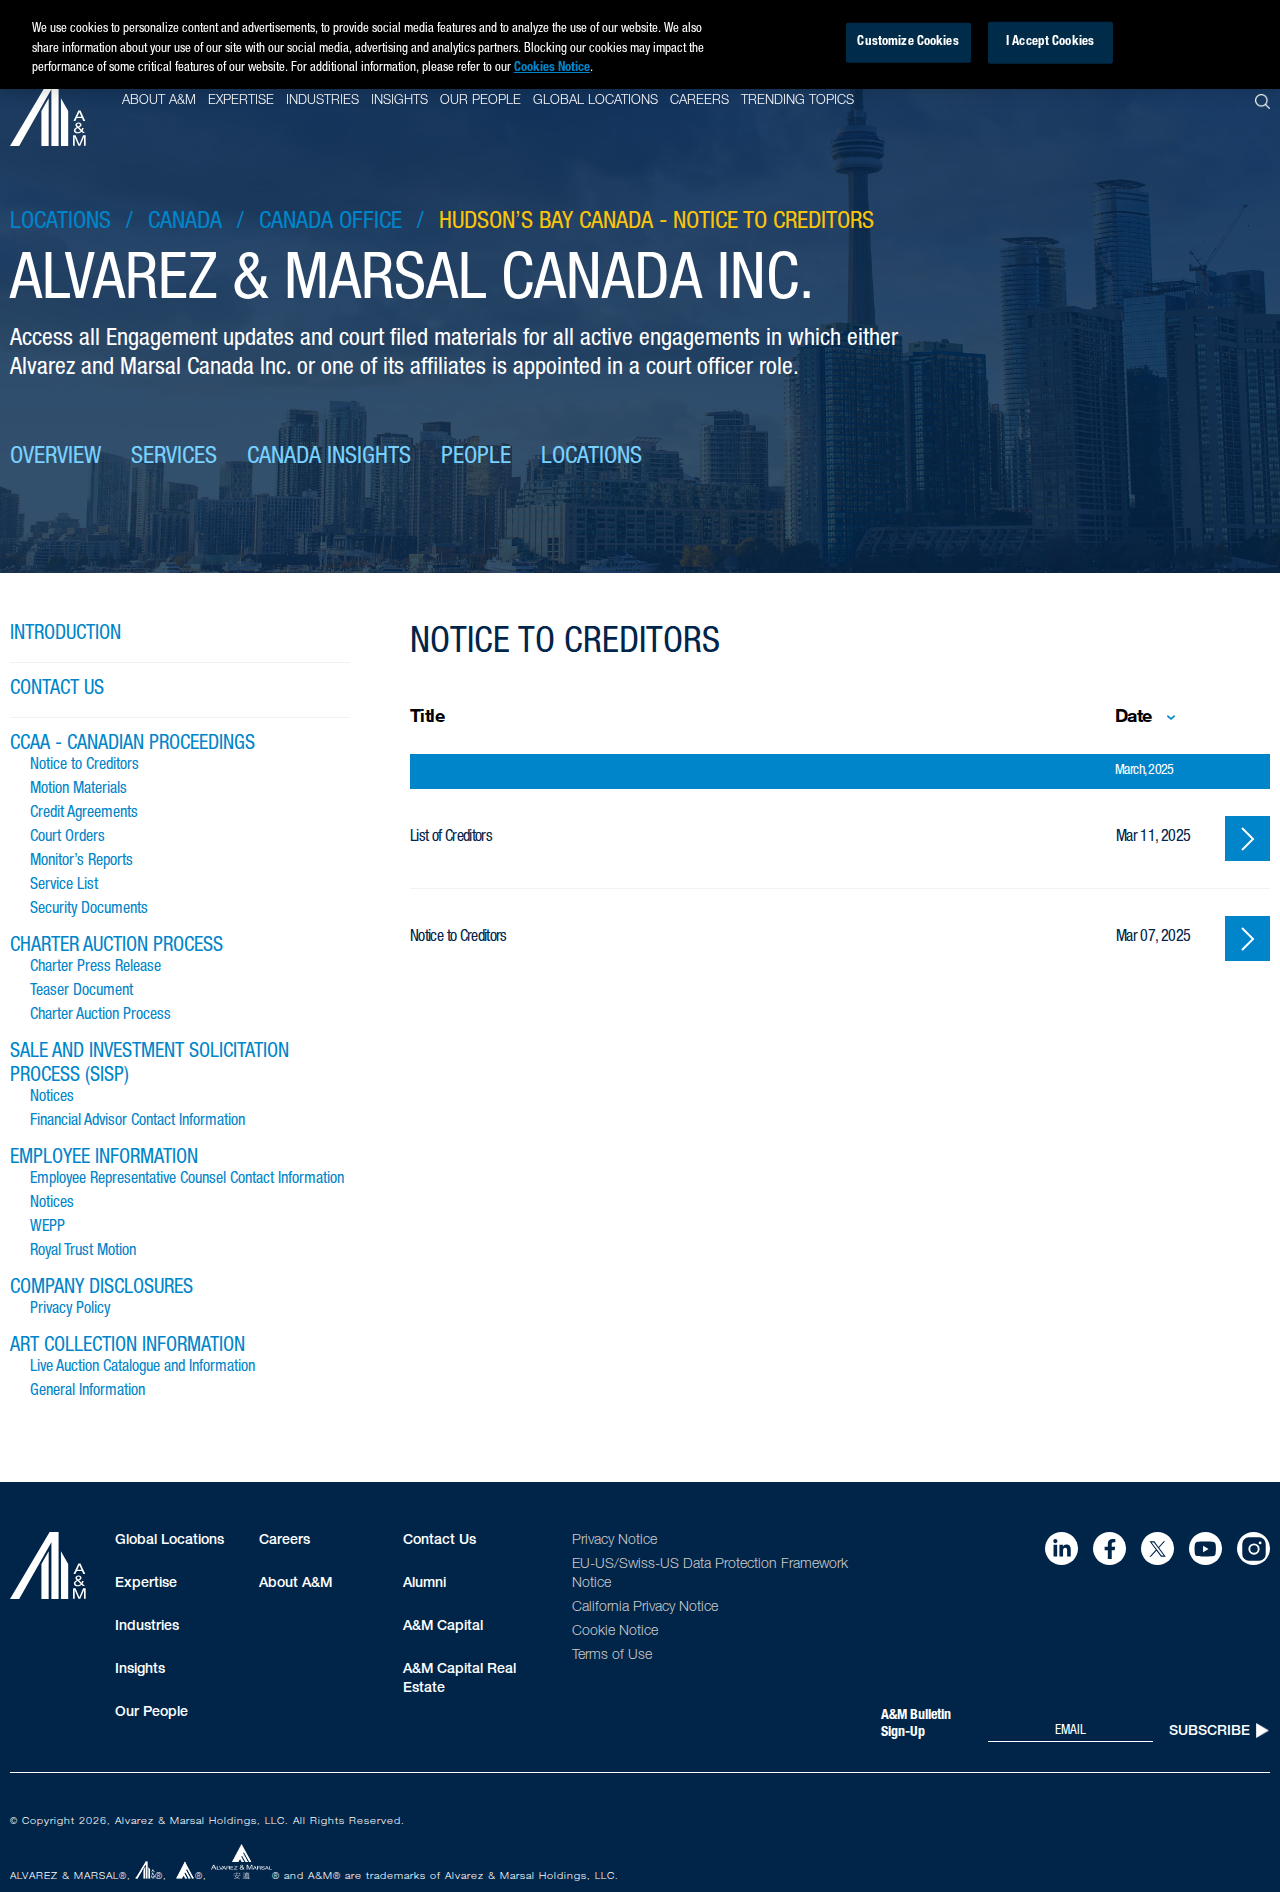 We use cookies to personalize content and advertisements, to provide social media features and to analyze the use of our website. We also
share information about your use of our site with our social media, advertising and analytics partners. Blocking our cookies may impact the
performance of some critical features of our website. For additional information, please refer to our Cookies Notice.
Customize Cookies
I Accept Cookies
A&M
ABOUT A&M EXPERTISE INDUSTRIES INSIGHTS OUR PEOPLE GLOBAL LOCATIONS CAREERS TRENDING TOPICS
LOCATIONS / CANADA / CANADA OFFICE / HUDSON’S BAY CANADA - NOTICE TO CREDITORS
ALVAREZ & MARSAL CANADA INC.
Access all Engagement updates and court filed materials for all active engagements in which either
Alvarez and Marsal Canada Inc. or one of its affiliates is appointed in a court officer role.
OVERVIEW SERVICES CANADA INSIGHTS PEOPLE LOCATIONS
INTRODUCTION
CONTACT US
CCAA - CANADIAN PROCEEDINGS
Notice to Creditors
Motion Materials
Credit Agreements
Court Orders
Monitor’s Reports
Service List
Security Documents
CHARTER AUCTION PROCESS
Charter Press Release
Teaser Document
Charter Auction Process
SALE AND INVESTMENT SOLICITATION
PROCESS (SISP)
Notices
Financial Advisor Contact Information
EMPLOYEE INFORMATION
Employee Representative Counsel Contact Information
Notices
WEPP
Royal Trust Motion
COMPANY DISCLOSURES
Privacy Policy
ART COLLECTION INFORMATION
Live Auction Catalogue and Information
General Information
NOTICE TO CREDITORS
Title Date
March, 2025
List of Creditors Mar 11, 2025
Notice to Creditors Mar 07, 2025
A&M
Global Locations
Expertise
Industries
Insights
Our People
Careers
About A&M
Contact Us
Alumni
A&M Capital
A&M Capital Real
Estate
Privacy Notice
EU-US/Swiss-US Data Protection Framework
Notice
California Privacy Notice
Cookie Notice
Terms of Use
A&M Bulletin
Sign-Up
EMAIL
SUBSCRIBE
© Copyright 2026, Alvarez & Marsal Holdings, LLC. All Rights Reserved.
ALVAREZ & MARSAL®, ®, ®, ALVAREZ & MARSAL 安迈 ® and A&M® are trademarks of Alvarez & Marsal Holdings, LLC.